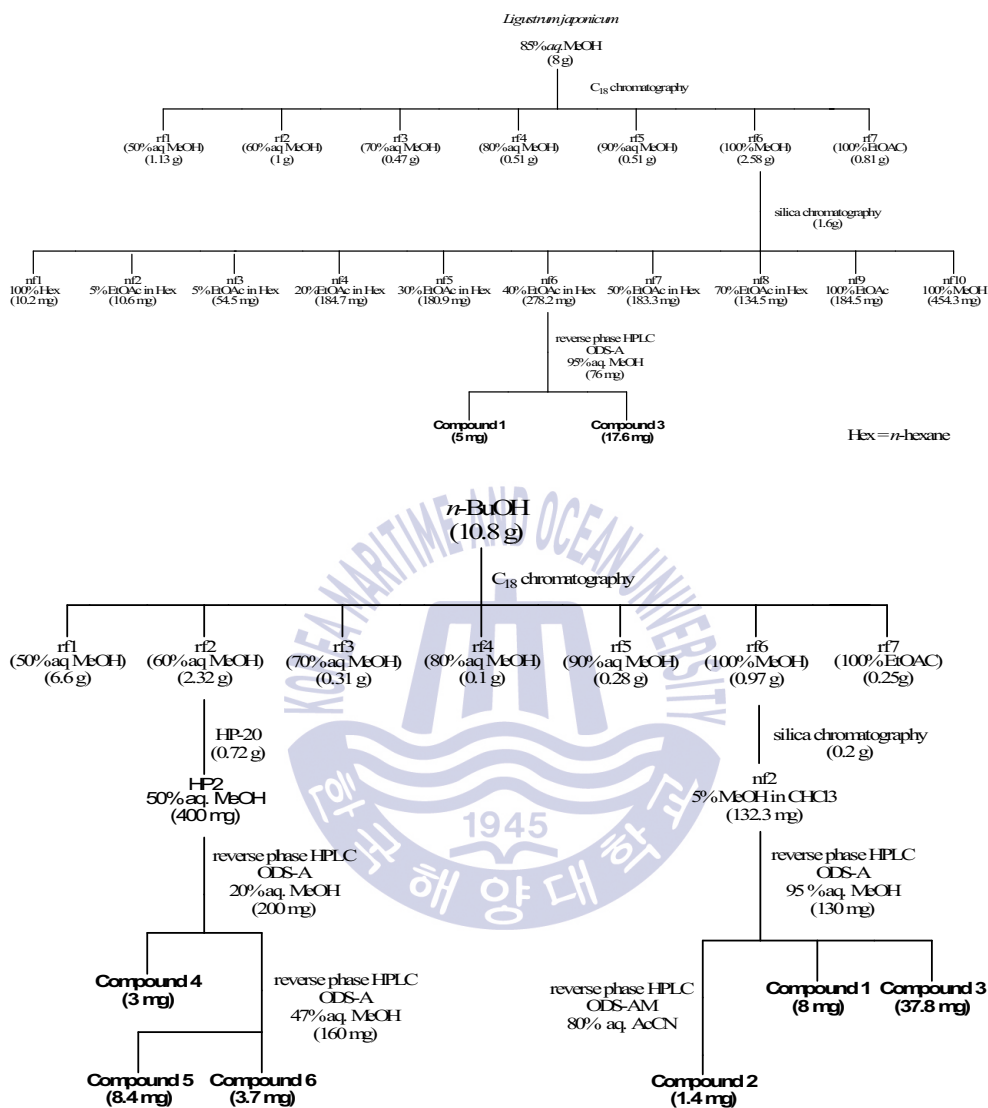 Ligustrum japonicum
85% aq. MeOH
(8 g)
C18 chromatography
rf1
(50% aq MeOH)
(1.13 g)
rf2
(60% aq MeOH)
(1 g)
rf3
(70% aq MeOH)
(0.47 g)
rf4
(80% aq MeOH)
(0.51 g)
rf5
(90% aq MeOH)
(0.51 g)
rf6
(100% MeOH)
(2.58 g)
rf7
(100% EtOAC)
(0.81 g)
silica chromatography
(1.6g)
nf1
100% Hex
(10.2 mg)
nf2
5% EtOAc in Hex
(10.6 mg)
nf3
5% EtOAc in Hex
(54.5 mg)
nf4
20% EtOAc in Hex
(184.7 mg)
nf5
30% EtOAc in Hex
(180.9 mg)
nf6
40% EtOAc in Hex
(278.2 mg)
nf7
50% EtOAc in Hex
(183.3 mg)
nf8
70% EtOAc in Hex
(134.5 mg)
nf9
100% EtOAc
(184.5 mg)
nf10
100% MeOH
(454.3 mg)
reverse phase HPLC
ODS-A
95% aq. MeOH
(76 mg)
Compound 1
(5 mg)
Compound 3
(17.6 mg)
Hex = n-hexane
KOREA MARITIME AND OCEAN UNIVERSITY
n-BuOH
(10.8 g)
C18 chromatography
rf1
(50% aq MeOH)
(6.6 g)
rf2
(60% aq MeOH)
(2.32 g)
rf3
(70% aq MeOH)
(0.31 g)
rf4
(80% aq MeOH)
(0.1 g)
rf5
(90% aq MeOH)
(0.28 g)
rf6
(100% MeOH)
(0.97 g)
rf7
(100% EtOAC)
(0.25g)
HP-20
(0.72 g)
HP2
50% aq. MeOH
(400 mg)
silica chromatography
(0.2 g)
nf2
5% MeOH in CHCl3
(132.3 mg)
1945
한국해양대학교
reverse phase HPLC
ODS-A
20% aq. MeOH
(200 mg)
reverse phase HPLC
ODS-A
95 % aq. MeOH
(130 mg)
Compound 4
(3 mg)
reverse phase HPLC
ODS-A
47% aq. MeOH
(160 mg)
reverse phase HPLC
ODS-AM
80% aq. AcCN
Compound 1
(8 mg)
Compound 3
(37.8 mg)
Compound 5
(8.4 mg)
Compound 6
(3.7 mg)
Compound 2
(1.4 mg)